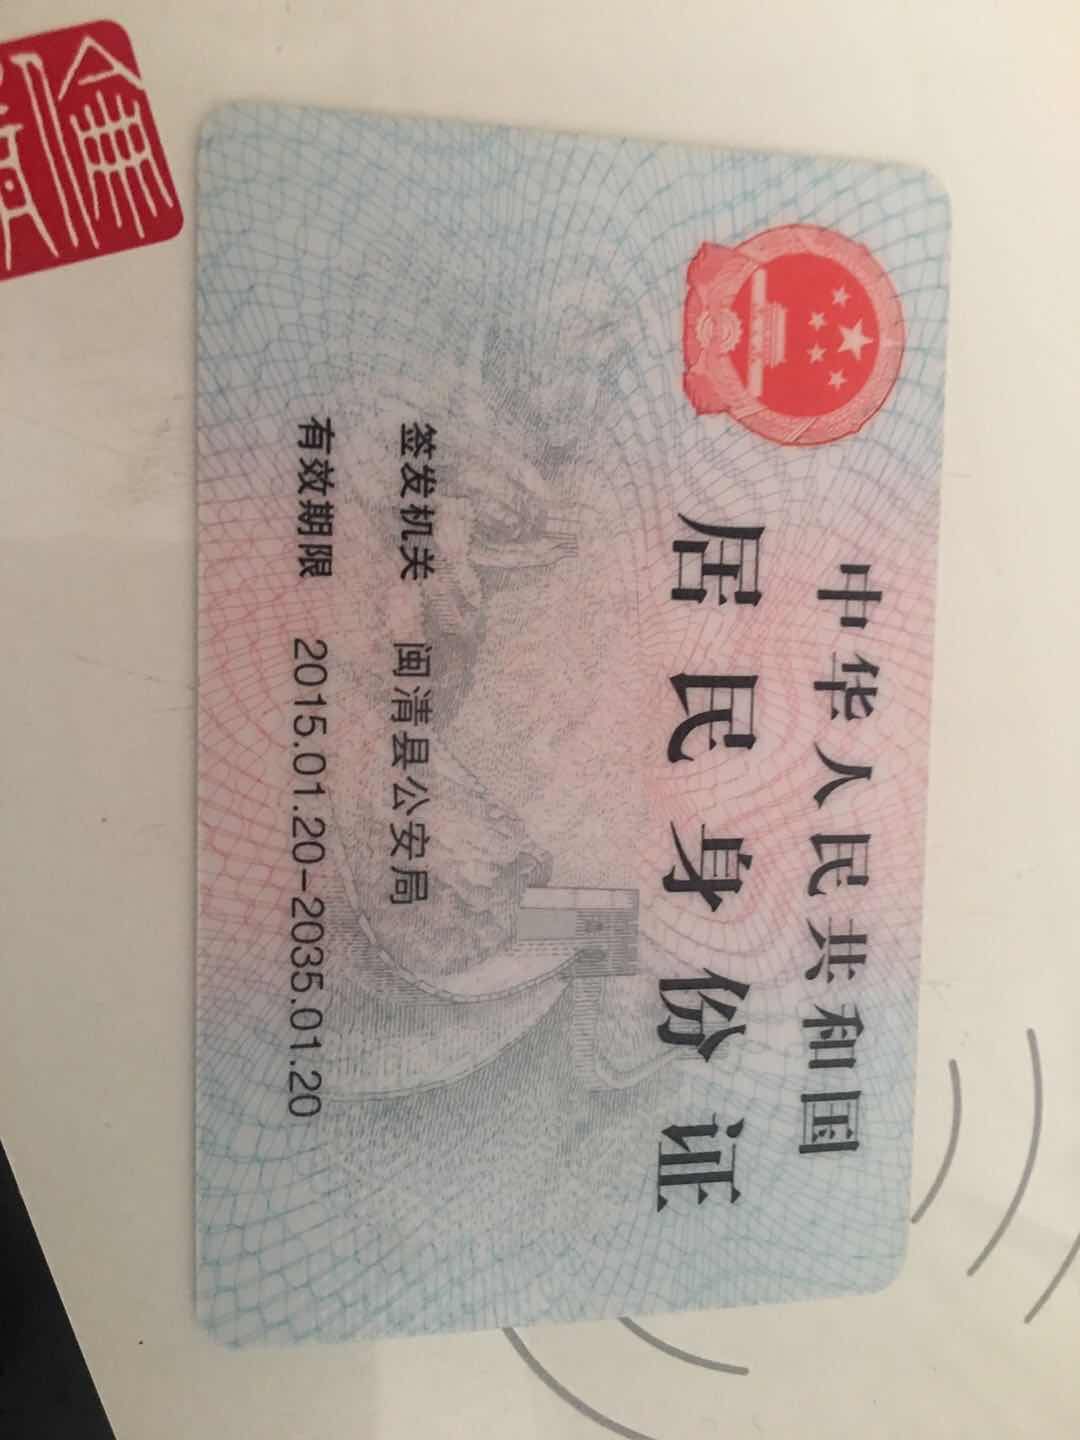 中华人民共和国
居民身份证
签发机关 闽清县公安局
有效期限 2015.01.20-2035.01.20